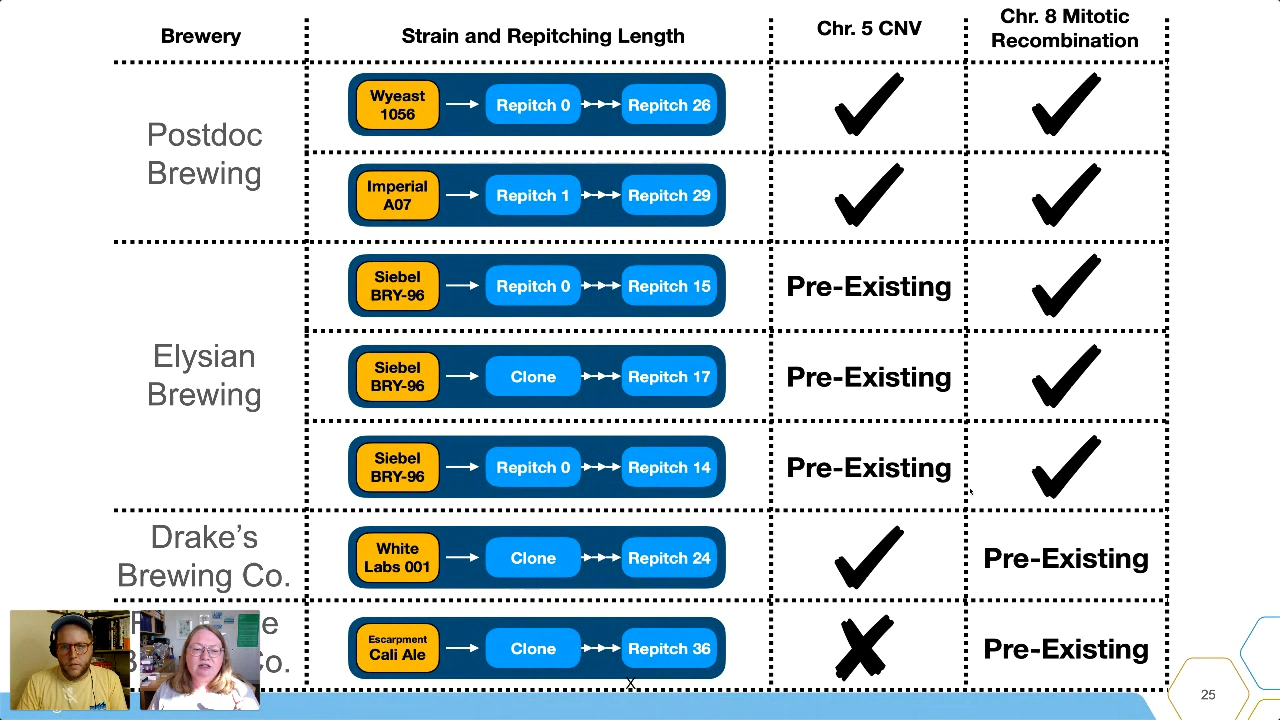 Brewery
Strain and Repitching Length
Chr. 5 CNV
Chr. 8 Mitotic
Recombination
Postdoc
Brewing
Wyeast
1056
Repitch 0
Repitch 26
Imperial
A07
Repitch 1
Repitch 29
Elysian
Brewing
Siebel
BRY-96
Repitch 0
Repitch 15
Pre-Existing
Siebel
BRY-96
Clone
Repitch 17
Pre-Existing
Siebel
BRY-96
Repitch 0
Repitch 14
Pre-Existing
Drake's
Brewing Co.
White
Labs 001
Clone
Repitch 24
Pre-Existing
Co.
Escarpment
Cali Ale
Clone
Repitch 36
Pre-Existing
X
25